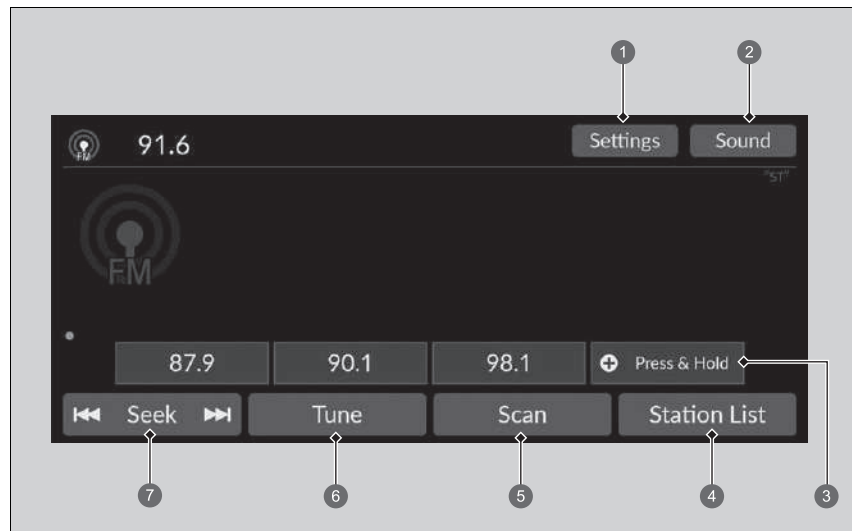 1 2
FM 91.6 Settings Sound
"ST"
FM
87.9 90.1 98.1 Press & Hold
Seek Tune Scan Station List
7 6 5 4 3